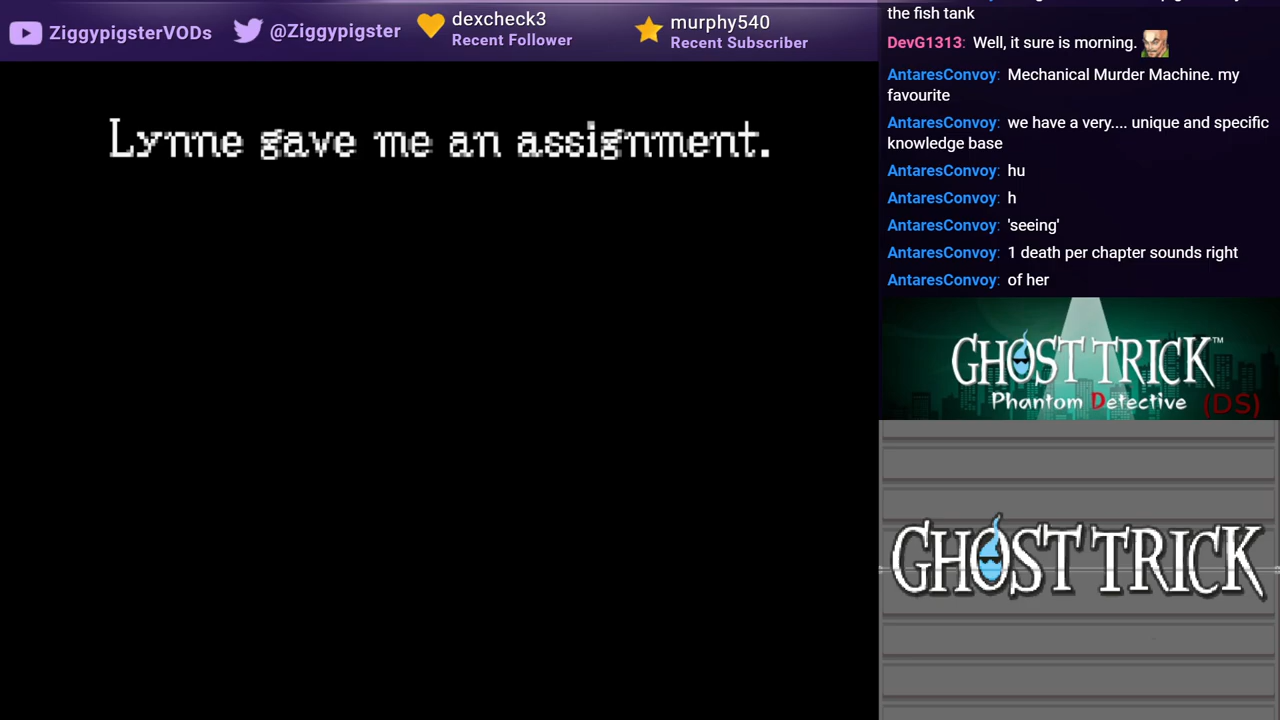 ZiggypigsterVODs
@Ziggypigster
dexcheck3
Recent Follower
murphy540
Recent Subscriber
Lynne gave me an assignment.
the fish tank
DevG1313: Well, it sure is morning.
AntaresConvoy: Mechanical Murder Machine. my
favourite
AntaresConvoy: we have a very.... unique and specific
knowledge base
AntaresConvoy: hu
AntaresConvoy: h
AntaresConvoy: 'seeing'
AntaresConvoy: 1 death per chapter sounds right
AntaresConvoy: of her
GHOST TRICK™
Phantom Detective (DS)
GHOST TRICK